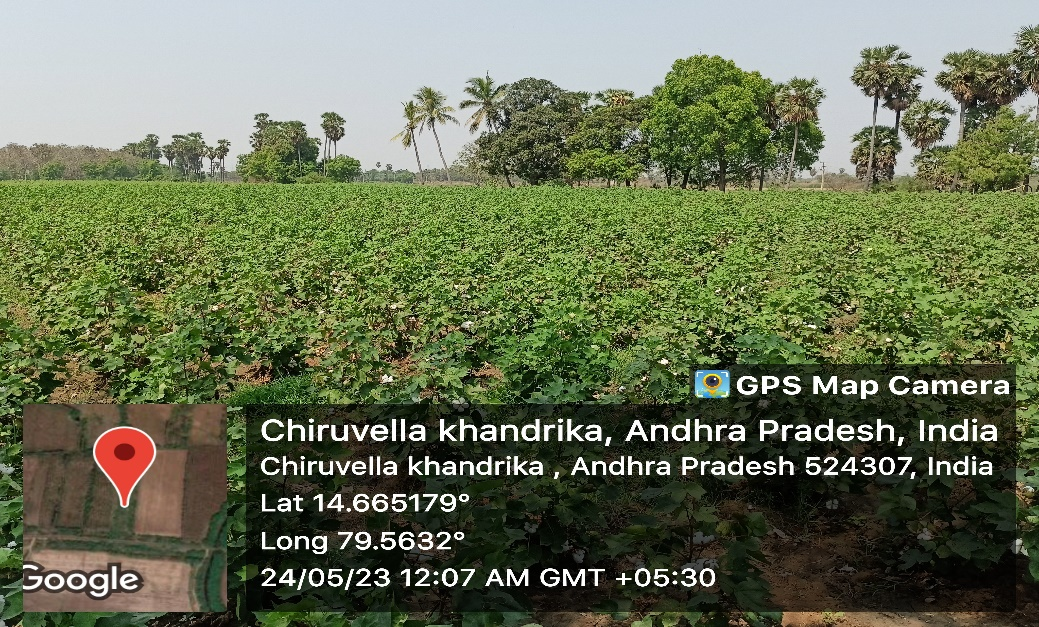 GPS Map Camera
Chiruvella khandrika, Andhra Pradesh, India
Chiruvella khandrika , Andhra Pradesh 524307, India
Lat 14.665179°
Long 79.5632°
24/05/23 12:07 AM GMT +05:30
Google